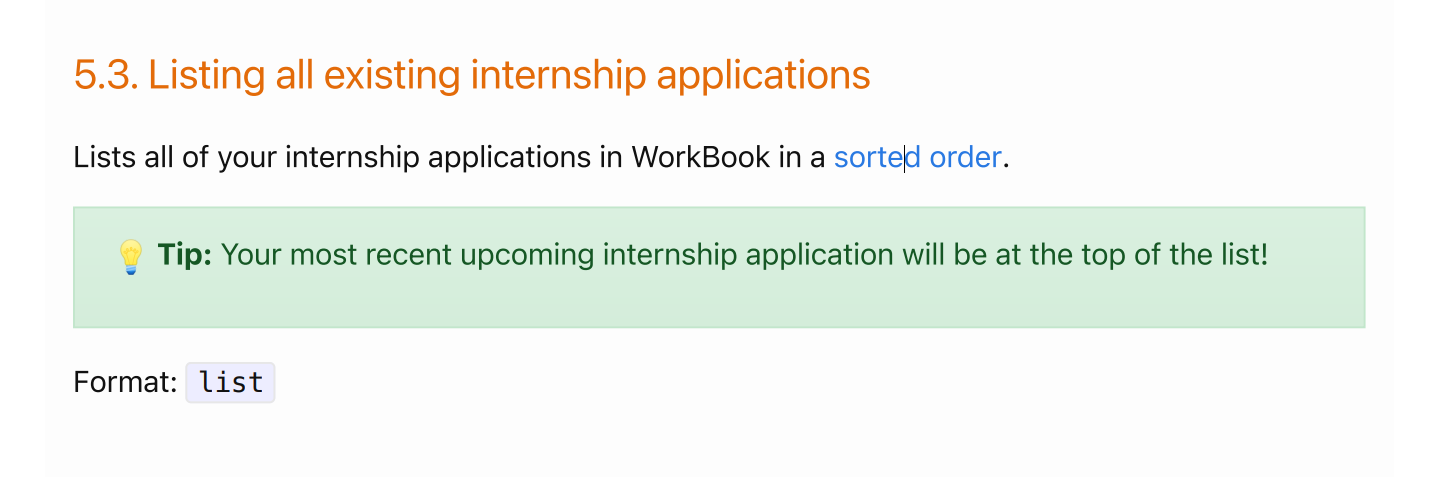 5.3. Listing all existing internship applications
Lists all of your internship applications in WorkBook in a sorted order.
💡 Tip: Your most recent upcoming internship application will be at the top of the list!
Format: list